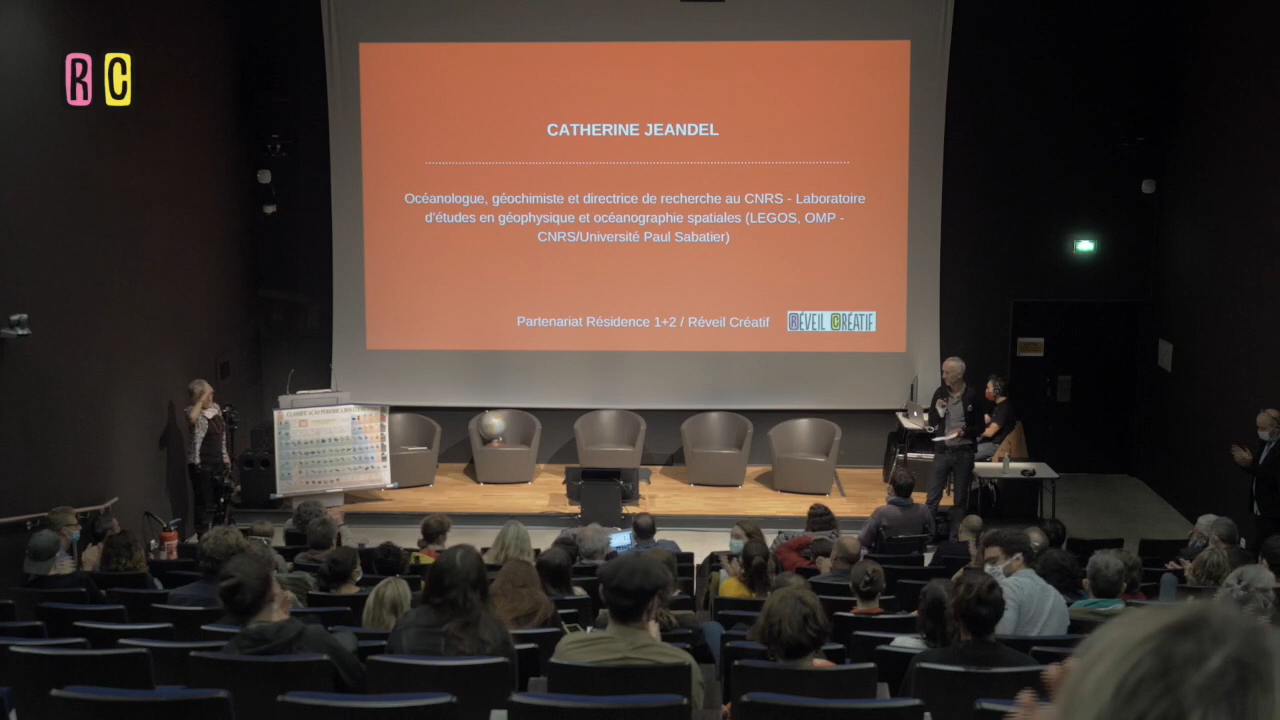 R C
CATHERINE JEANDEL
Océanologue, géochimiste et directrice de recherche au CNRS - Laboratoire
d'études en géophysique et océanographie spatiales (LEGOS, OMP -
CNRS/Université Paul Sabatier)
Partenariat Résidence 1+2 / Réveil Créatif
RÉVEIL CRÉATIF